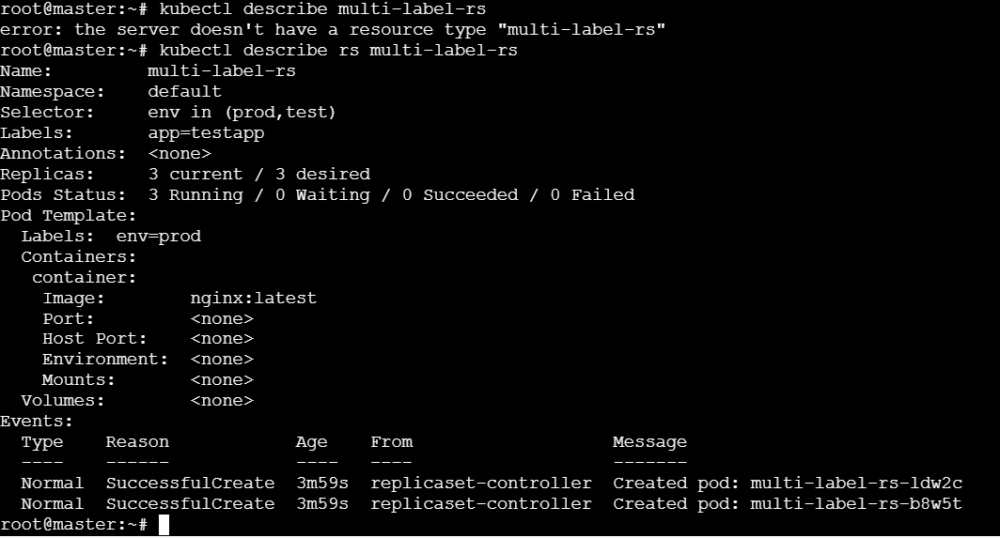 root@master:~# kubectl describe multi-label-rs
error: the server doesn't have a resource type "multi-label-rs"
root@master:~# kubectl describe rs multi-label-rs
Name:         multi-label-rs
Namespace:    default
Selector:     env in (prod,test)
Labels:       app=testapp
Annotations:  <none>
Replicas:     3 current / 3 desired
Pods Status:  3 Running / 0 Waiting / 0 Succeeded / 0 Failed
Pod Template:
  Labels:  env=prod
  Containers:
   container:
    Image:        nginx:latest
    Port:         <none>
    Host Port:    <none>
    Environment:  <none>
    Mounts:       <none>
  Volumes:        <none>
Events:
  Type    Reason            Age    From                   Message
  ----    ------            ----   ----                   -------
  Normal  SuccessfulCreate  3m59s  replicaset-controller  Created pod: multi-label-rs-ldw2c
  Normal  SuccessfulCreate  3m59s  replicaset-controller  Created pod: multi-label-rs-b8w5t
root@master:~#